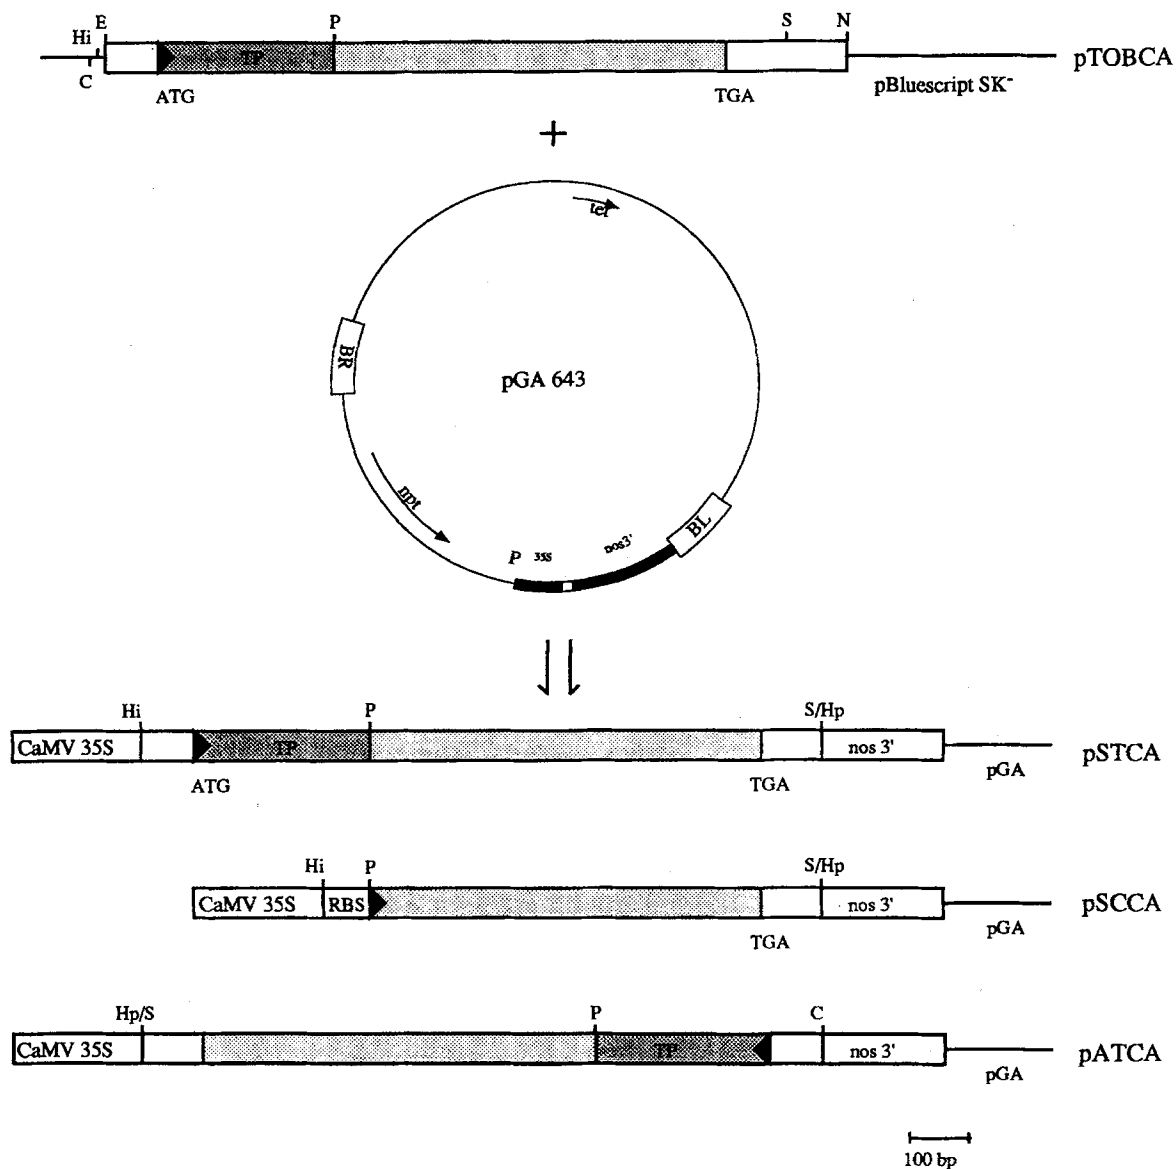 E P S N
Hi
TP
pTOBCA
C
ATG TGA pBluescript SK-
+
tet
BR
pGA 643
npt
P 35S nos3' BL
Hi P S/Hp
CaMV 35S TP nos 3'
pSTCA
ATG TGA pGA
Hi P S/Hp
CaMV 35S RBS nos 3'
pSCCA
TGA pGA
Hp/S P C
CaMV 35S TP nos 3'
pATCA
pGA
100 bp